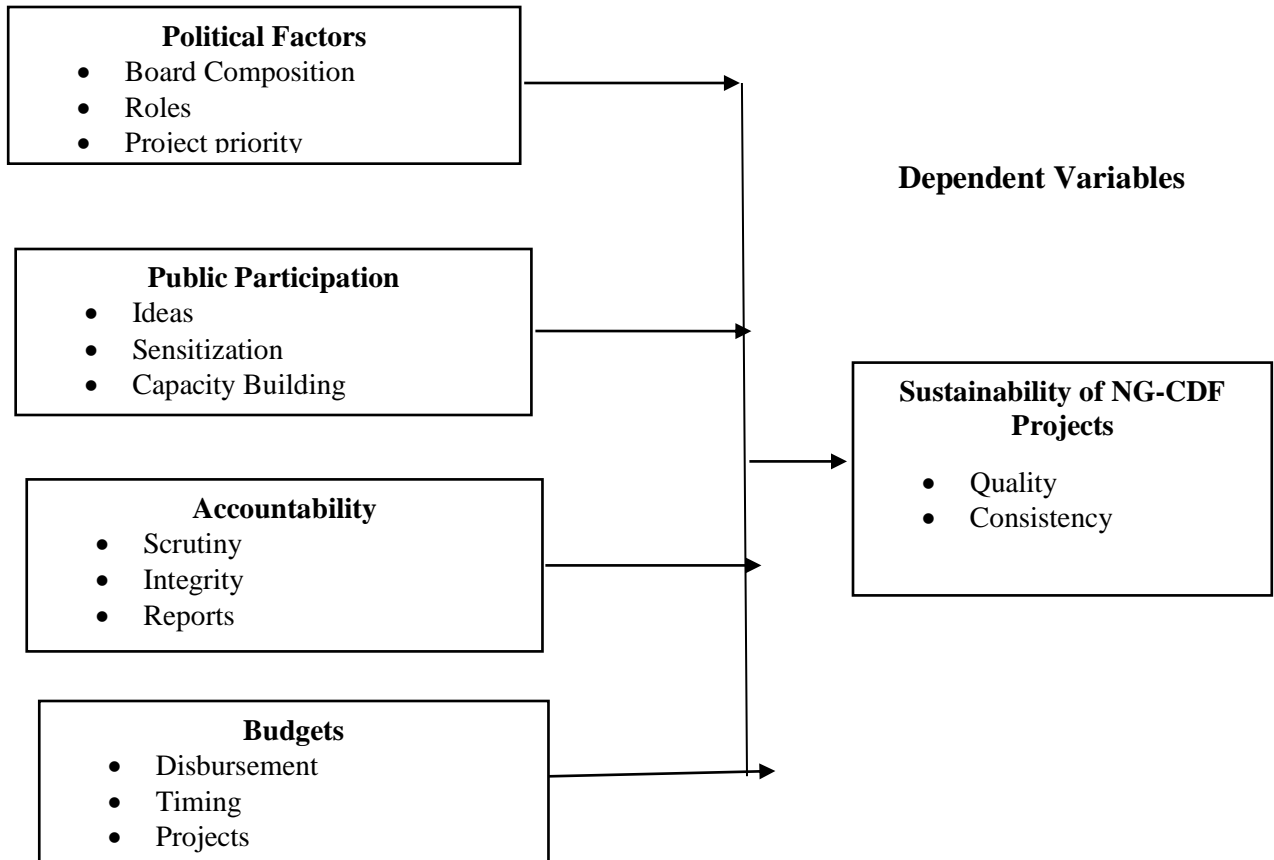 Political Factors
• Board Composition
• Roles
• Project priority
Dependent Variables
Public Participation
• Ideas
• Sensitization
• Capacity Building
Sustainability of NG-CDF
Projects
• Quality
• Consistency
Accountability
• Scrutiny
• Integrity
• Reports
Budgets
• Disbursement
• Timing
• Projects